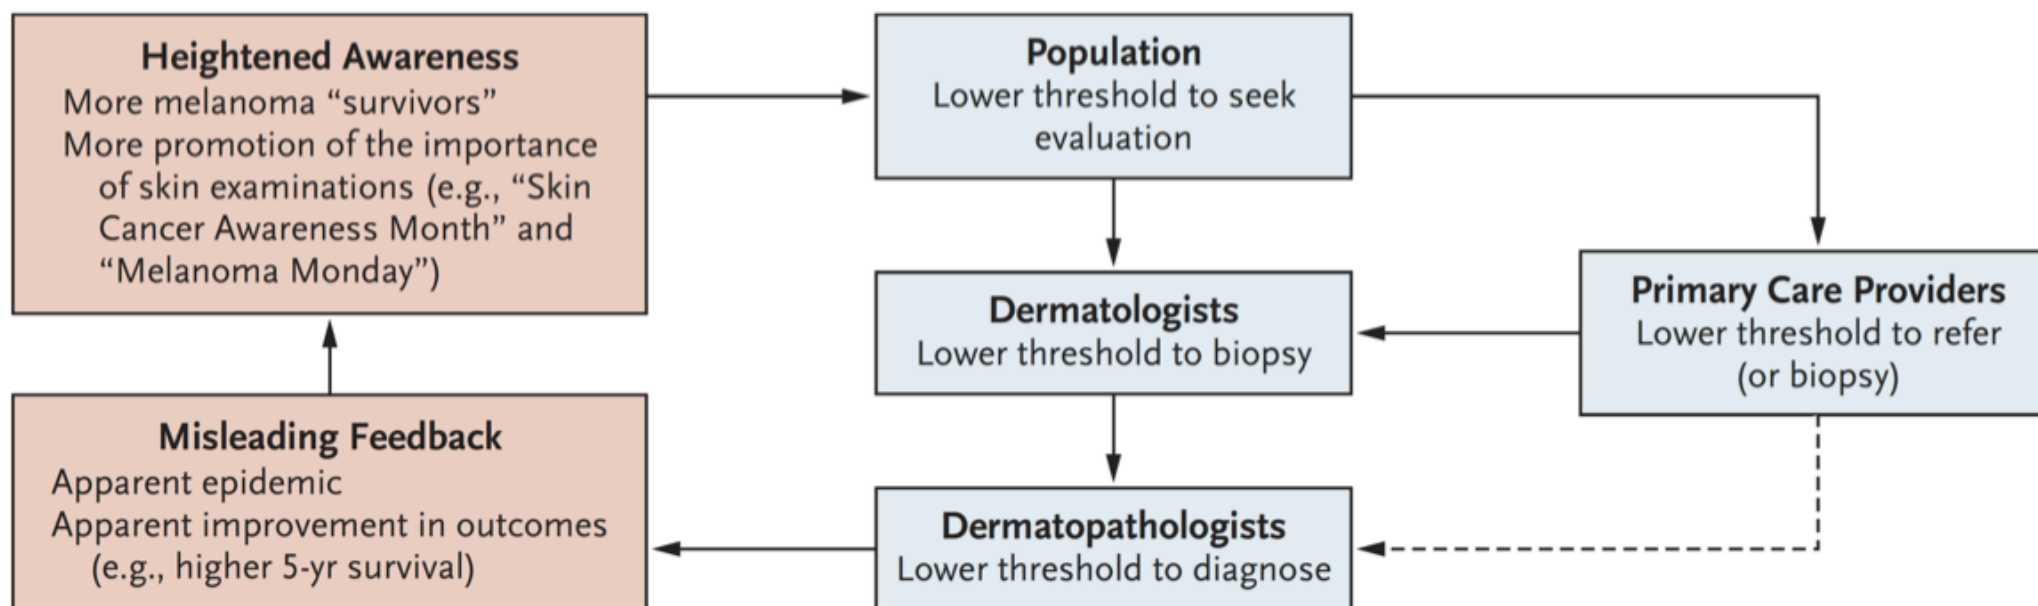 Heightened Awareness
More melanoma “survivors”
More promotion of the importance
of skin examinations (e.g., “Skin
Cancer Awareness Month” and
“Melanoma Monday”)
Population
Lower threshold to seek
evaluation
Primary Care Providers
Lower threshold to refer
(or biopsy)
Dermatologists
Lower threshold to biopsy
Dermatopathologists
Lower threshold to diagnose
Misleading Feedback
Apparent epidemic
Apparent improvement in outcomes
(e.g., higher 5-yr survival)